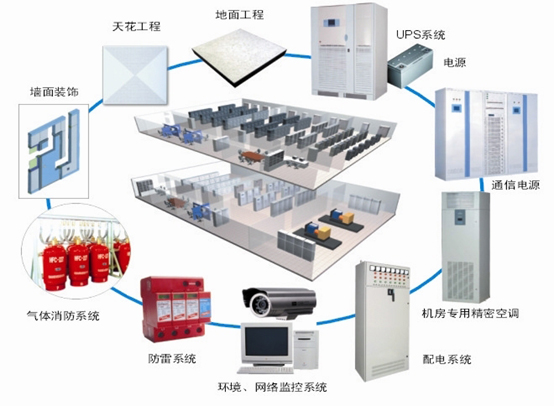 天花工程
地面工程
UPS系统
电源
墙面装饰
通信电源
HFC-227
气体消防系统
机房专用精密空调
防雷系统
配电系统
环境、网络监控系统